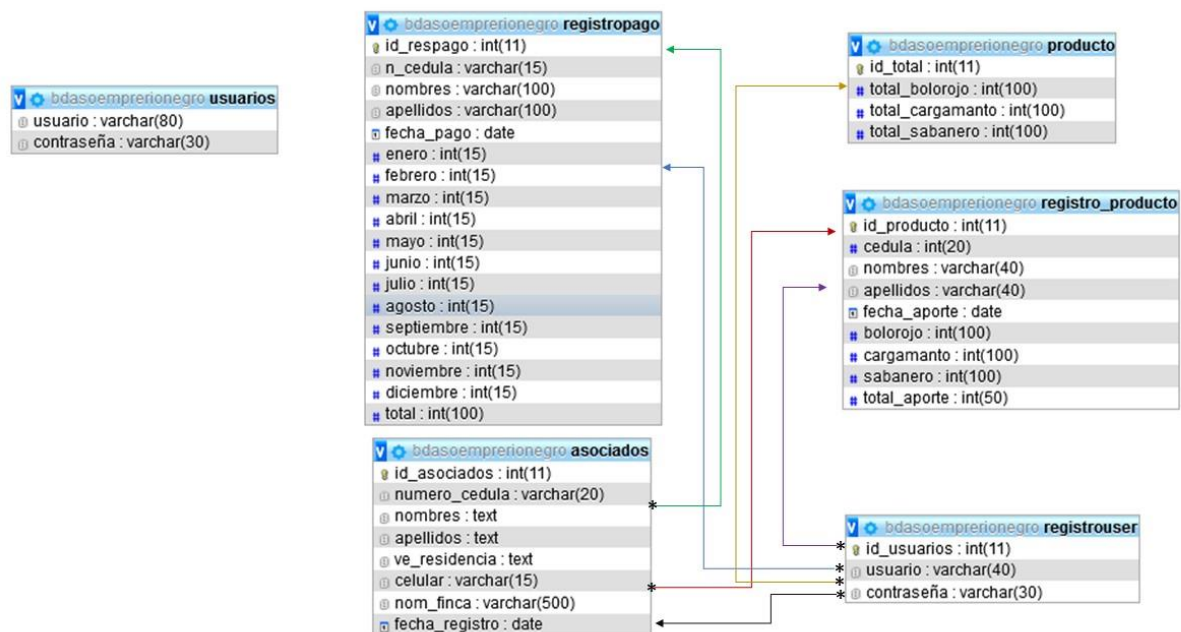 bdasoemprerionegro usuarios
usuario : varchar(80)
contraseña : varchar(30)
bdasoemprerionegro registropago
id_respago : int(11)
n_cedula : varchar(15)
nombres : varchar(100)
apellidos : varchar(100)
fecha_pago : date
enero : int(15)
febrero : int(15)
marzo : int(15)
abril : int(15)
mayo : int(15)
junio : int(15)
julio : int(15)
agosto : int(15)
septiembre : int(15)
octubre : int(15)
noviembre : int(15)
diciembre : int(15)
total : int(100)
bdasoemprerionegro asociados
id_asociados : int(11)
numero_cedula : varchar(20)
nombres : text
apellidos : text
ve_residencia : text
celular : varchar(15)
nom_finca : varchar(500)
fecha_registro : date
bdasoemprerionegro producto
id_total : int(11)
total_bolorojo : int(100)
total_cargamanto : int(100)
total_sabanero : int(100)
bdasoemprerionegro registro_producto
id_producto : int(11)
cedula : int(20)
nombres : varchar(40)
apellidos : varchar(40)
fecha_aporte : date
bolorojo : int(100)
cargamanto : int(100)
sabanero : int(100)
total_aporte : int(50)
bdasoemprerionegro registrouser
id_usuarios : int(11)
usuario : varchar(40)
contraseña : varchar(30)